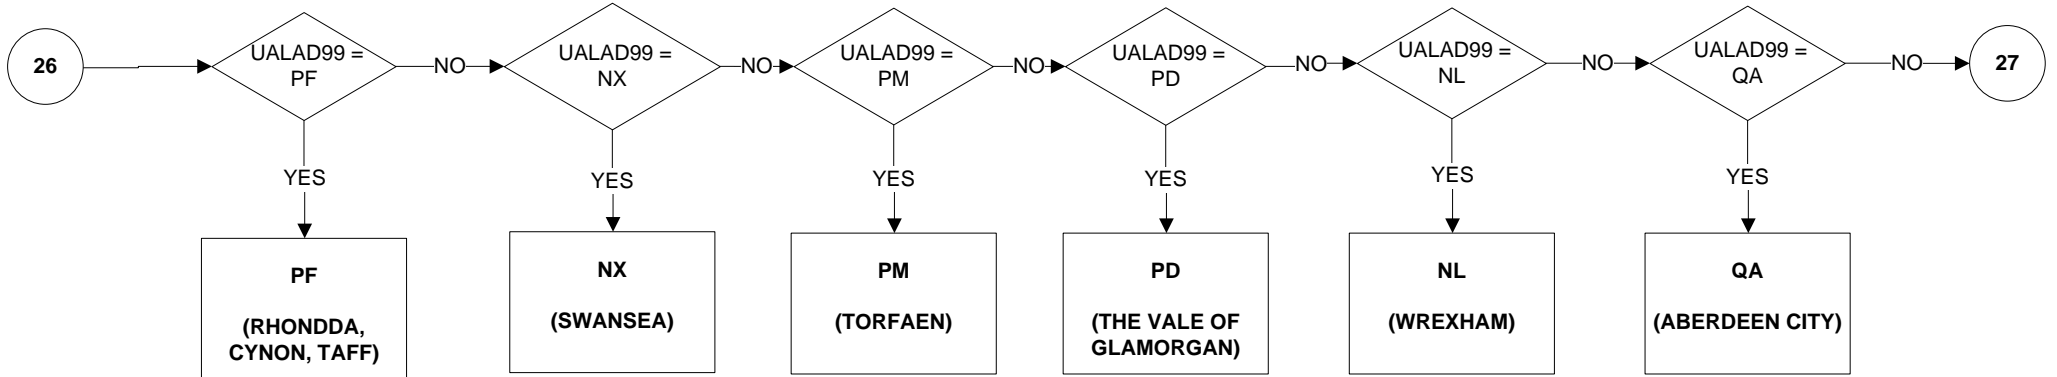 26
UALAD99 =
PF
NO
UALAD99 =
NX
NO
UALAD99 =
PM
NO
UALAD99 =
PD
NO
UALAD99 =
NL
NO
UALAD99 =
QA
NO
27
YES
YES
YES
YES
YES
YES
PF
(RHONDDA,
CYNON, TAFF)
NX
(SWANSEA)
PM
(TORFAEN)
PD
(THE VALE OF
GLAMORGAN)
NL
(WREXHAM)
QA
(ABERDEEN CITY)